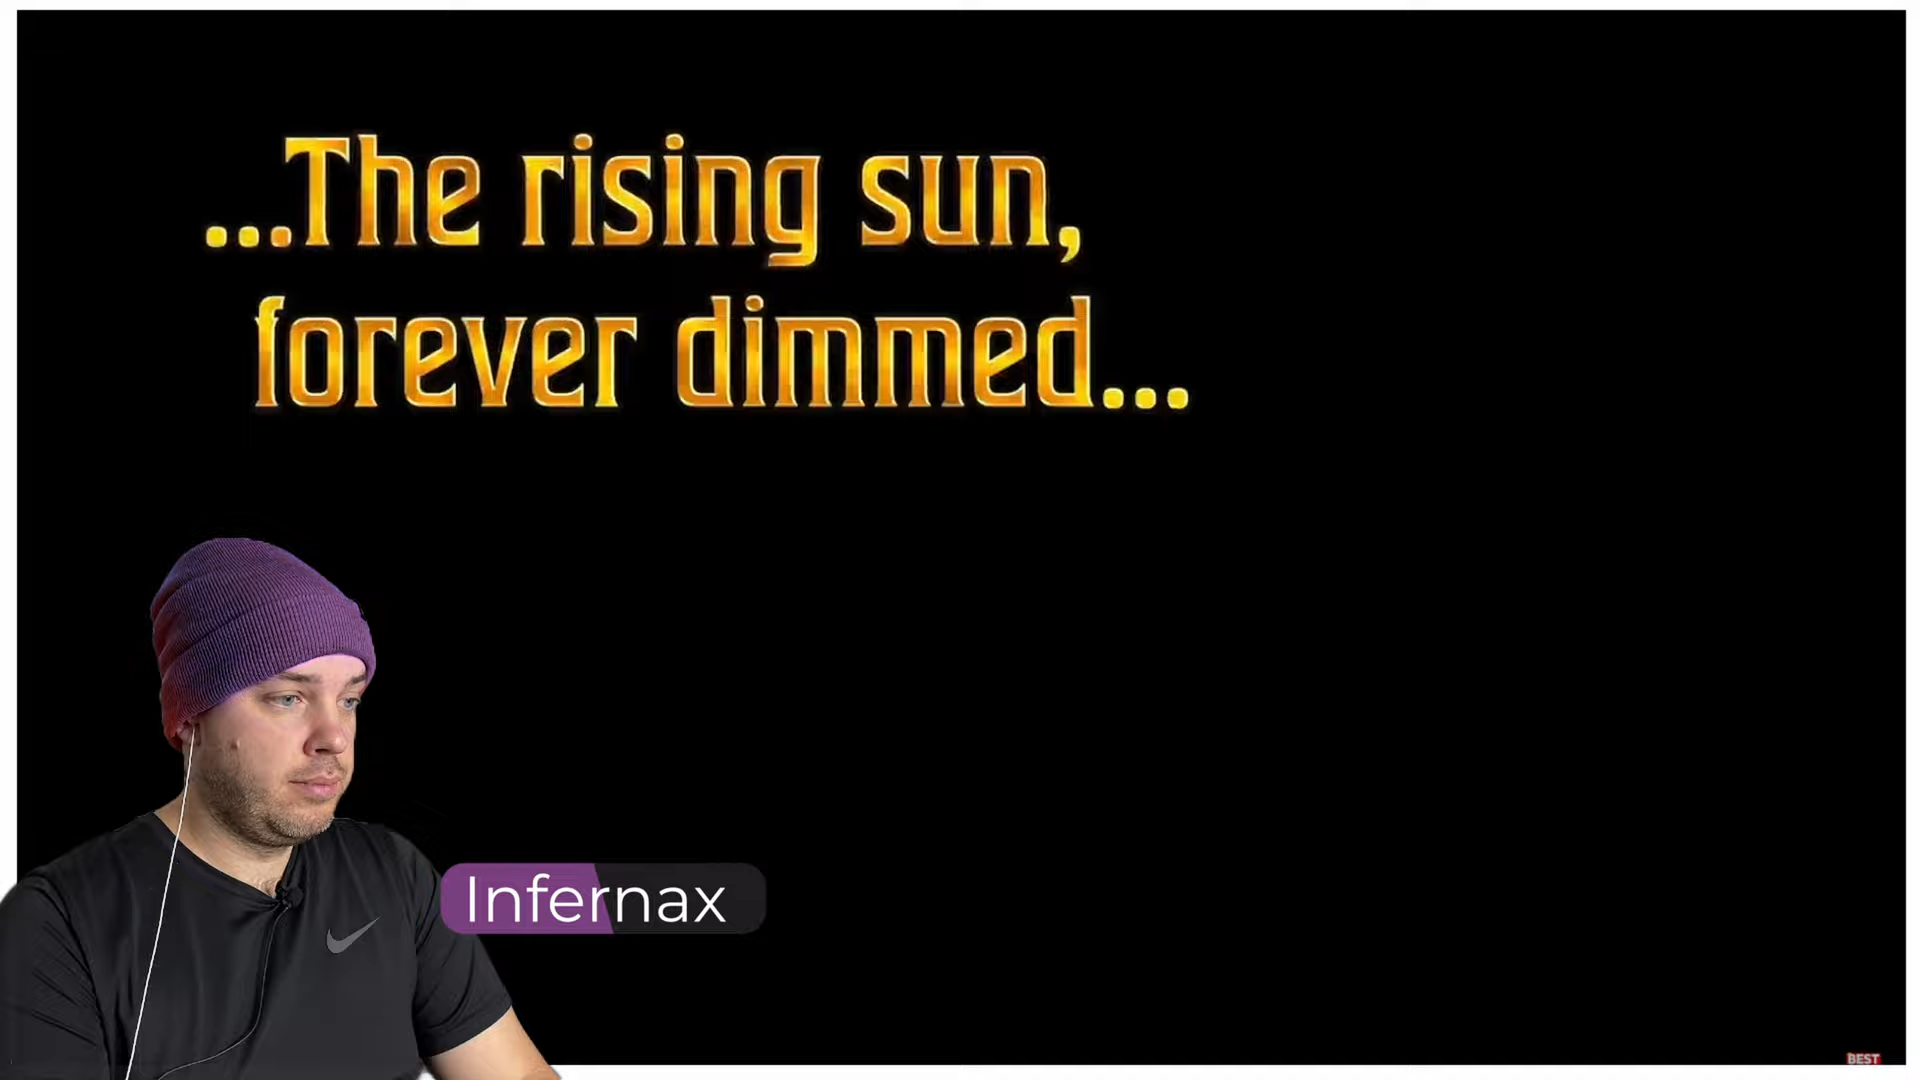 ...The rising sun,
forever dimmed...
Infernax
BEST